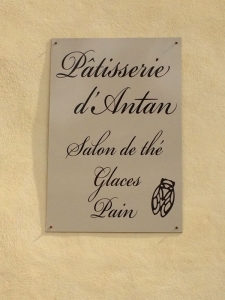 Pâtisserie
d'Antan
Salon de thé
Glaces
Pain